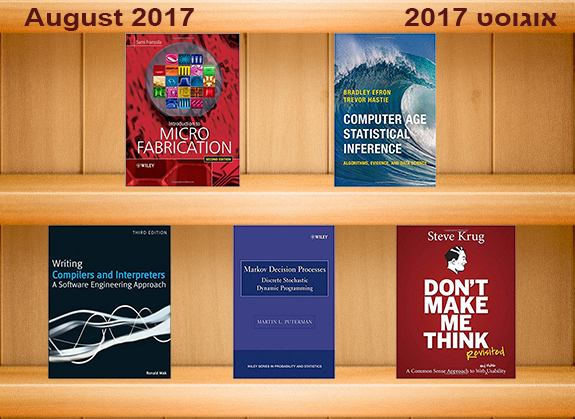 August 2017
אוגוסט 2017
Sami Franssila
Introduction to
MICRO
FABRICATION
SECOND EDITION
WILEY
BRADLEY EFRON
TREVOR HASTIE
COMPUTER AGE
STATISTICAL
INFERENCE
ALGORITHMS, EVIDENCE, AND DATA SCIENCE
THIRD EDITION
Writing
Compilers and Interpreters
A Software Engineering Approach
Ronald Mak
WILEY
Markov Decision Processes
Discrete Stochastic
Dynamic Programming
MARTIN L. PUTERMAN
WILEY SERIES IN PROBABILITY AND STATISTICS
Steve Krug
DON'T
MAKE
ME
THINK
Revisited
A Common Sense Approach to Web Usability
and Mobile